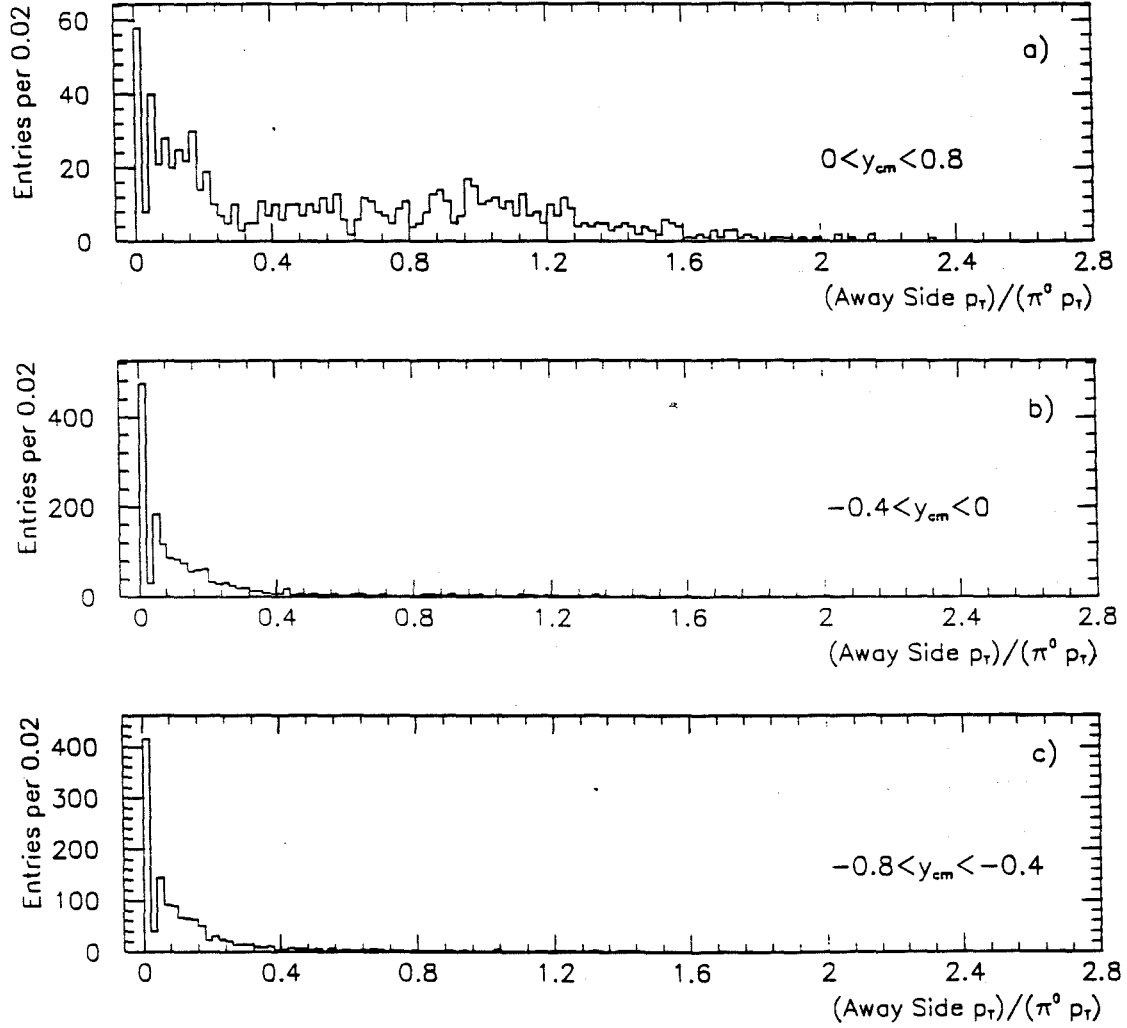 Entries per 0.02
60
40
20
0
a)
0<y_cm<0.8
0 0.4 0.8 1.2 1.6 2 2.4 2.8
(Away Side p_T)/(π⁰ p_T)
Entries per 0.02
400
200
0
b)
−0.4<y_cm<0
0 0.4 0.8 1.2 1.6 2 2.4 2.8
(Away Side p_T)/(π⁰ p_T)
Entries per 0.02
400
300
200
100
0
c)
−0.8<y_cm<−0.4
0 0.4 0.8 1.2 1.6 2 2.4 2.8
(Away Side p_T)/(π⁰ p_T)